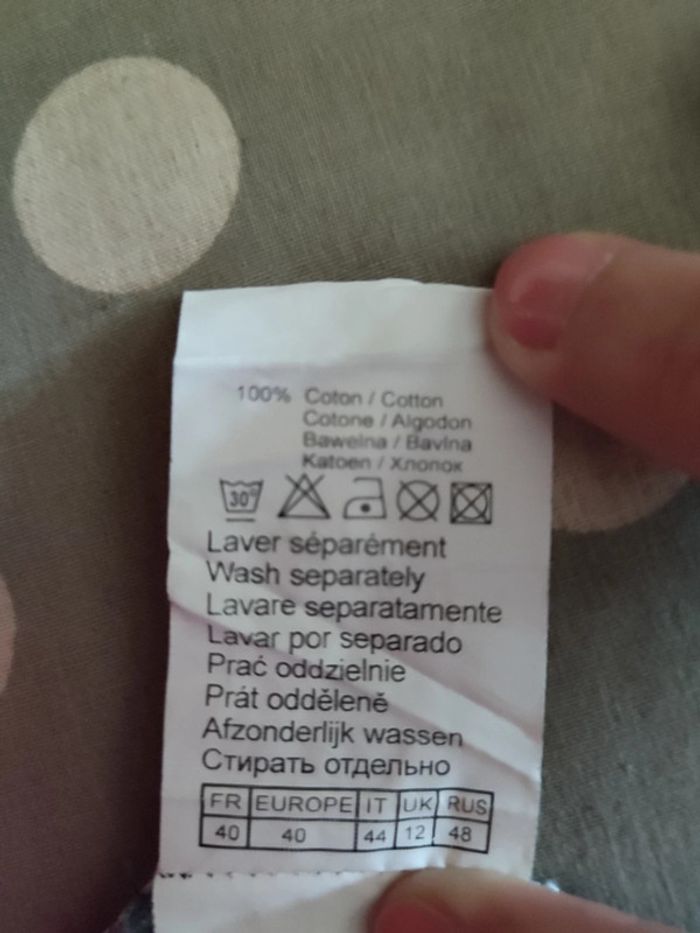 100% Coton / Cotton
Cotone / Algodon
Bawelna / Bavlna
Katoen / Хлопок
30°
Laver séparément
Wash separately
Lavare separatamente
Lavar por separado
Prać oddzielnie
Prát odděleně
Afzonderlijk wassen
Стирать отдельно
FR EUROPE IT UK RUS
40 40 44 12 48